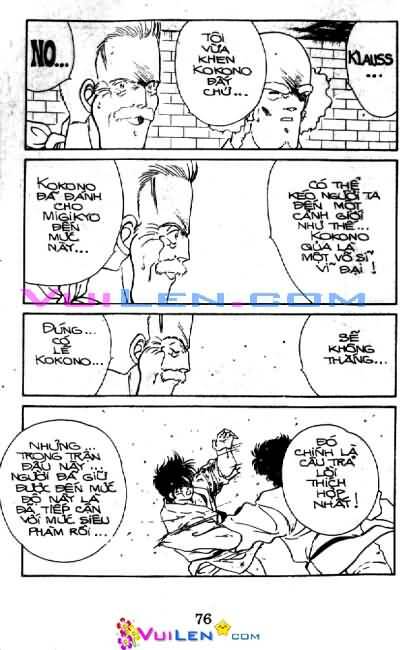 KLAUSS
...
TÔI
VỪA
KHEN
KOKONO
ĐẤY
CHỨ...
NO...
CÓ THỂ
KÉO NGƯỜI TA
ĐẾN MỘT
CẢNH GIỚI
NHƯ THẾ...
KOKONO
QUẢ LÀ
MỘT VÕ SĨ
VĨ ĐẠI!
KOKONO
ĐÃ ĐÁNH
CHO
MIGIKYO
ĐẾN
MỨC
NÀY...
VUILEN.COM
SẼ
KHÔNG
THẮNG...
ĐỪNG...
CÓ
LẼ
KOKONO...
ĐÓ
CHÍNH LÀ
CÂU TRẢ
LỜI
THÍCH
HỢP
NHẤT!
NHƯNG...
TRONG TRẬN
ĐẤU NÀY...
NGƯỜI ĐÃ GIỮ
ĐƯỢC ĐẾN MỨC
ĐỘ NÀY LÀ
ĐÃ TIẾP CẬN
VỚI MỨC SIÊU
PHÀM RỒI...
76
VUILEN.COM